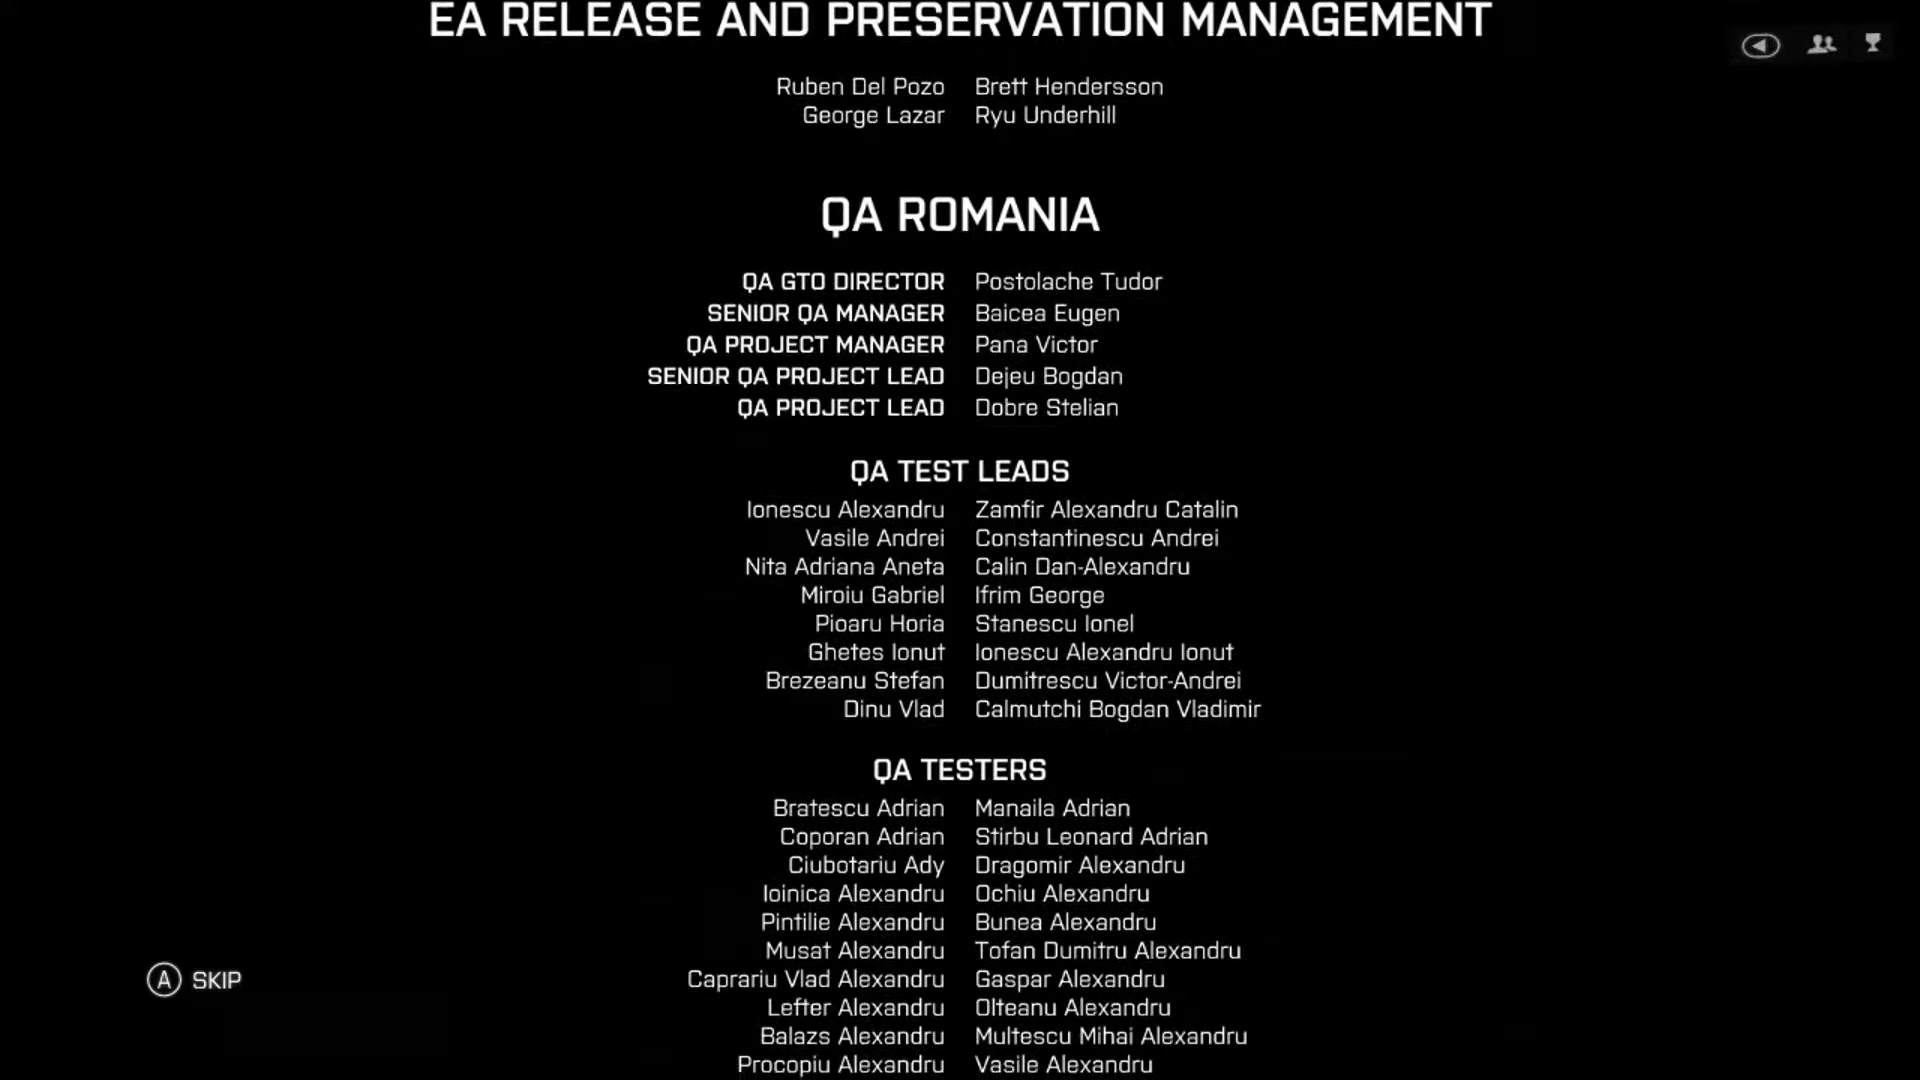 EA RELEASE AND PRESERVATION MANAGEMENT
Ruben Del Pozo Brett Hendersson
George Lazar Ryu Underhill
QA ROMANIA
QA GTO DIRECTOR Postolache Tudor
SENIOR QA MANAGER Baicea Eugen
QA PROJECT MANAGER Pana Victor
SENIOR QA PROJECT LEAD Dejeu Bogdan
QA PROJECT LEAD Dobre Stelian
QA TEST LEADS
Ionescu Alexandru Zamfir Alexandru Catalin
Vasile Andrei Constantinescu Andrei
Nita Adriana Aneta Calin Dan-Alexandru
Miroiu Gabriel Ifrim George
Pioaru Horia Stanescu Ionel
Ghetes Ionut Ionescu Alexandru Ionut
Brezeanu Stefan Dumitrescu Victor-Andrei
Dinu Vlad Calmutchi Bogdan Vladimir
QA TESTERS
Bratescu Adrian Manaila Adrian
Coporan Adrian Stirbu Leonard Adrian
Ciubotariu Ady Dragomir Alexandru
Ioinica Alexandru Ochiu Alexandru
Pintilie Alexandru Bunea Alexandru
Musat Alexandru Tofan Dumitru Alexandru
Caprariu Vlad Alexandru Gaspar Alexandru
Lefter Alexandru Olteanu Alexandru
Balazs Alexandru Multescu Mihai Alexandru
Procopiu Alexandru Vasile Alexandru
A SKIP